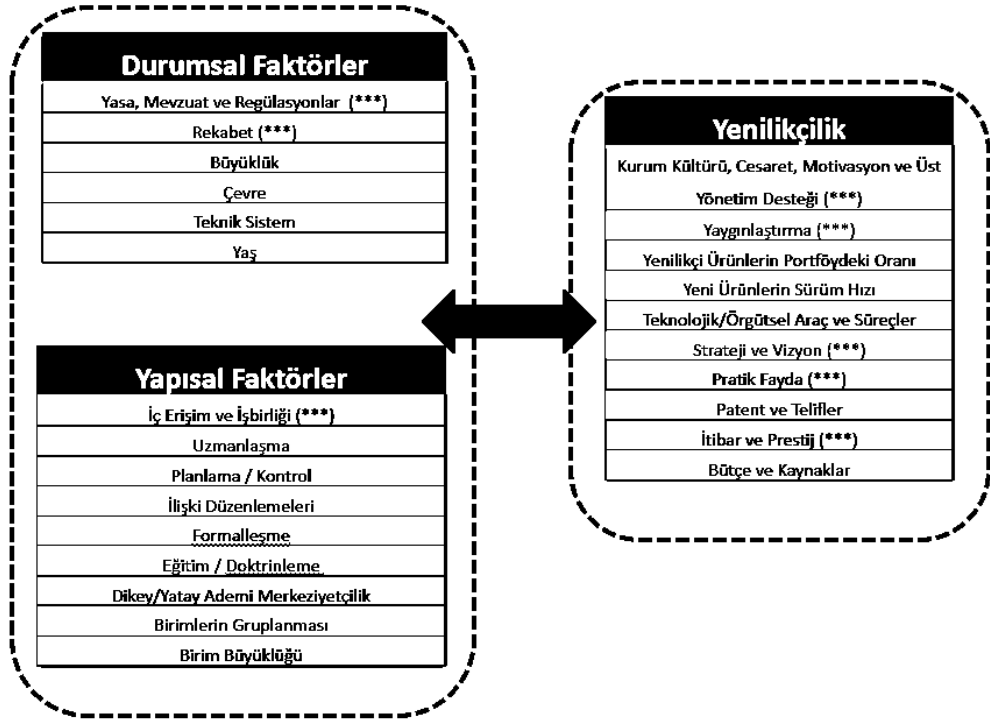 Durumsal Faktörler
Yasa, Mevzuat ve Regülasyonlar (***)
Rekabet (***)
Büyüklük
Çevre
Teknik Sistem
Yaş
Yapısal Faktörler
İç Erişim ve İşbirliği (***)
Uzmanlaşma
Planlama / Kontrol
İlişki Düzenlemeleri
Formalleşme
Eğitim / Doktrinleme
Dikey/Yatay Ademi Merkeziyetçilik
Birimlerin Gruplanması
Birim Büyüklüğü
Yenilikçilik
Kurum Kültürü, Cesaret, Motivasyon ve Üst
Yönetim Desteği (***)
Yaygınlaştırma (***)
Yenilikçi Ürünlerin Portföydeki Oranı
Yeni Ürünlerin Sürüm Hızı
Teknolojik/Örgütsel Araç ve Süreçler
Strateji ve Vizyon (***)
Pratik Fayda (***)
Patent ve Telifler
İtibar ve Prestij (***)
Bütçe ve Kaynaklar